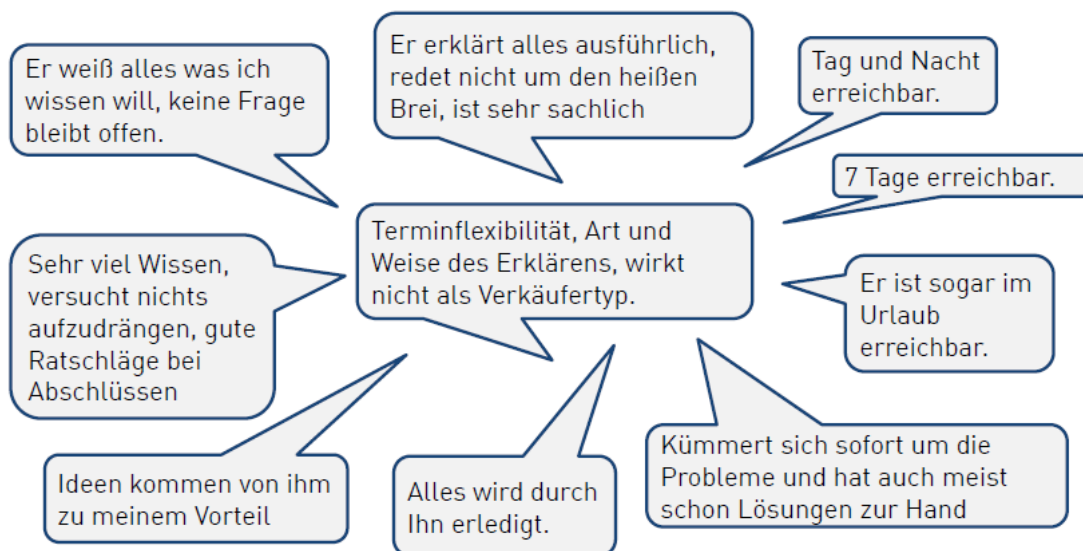 Er weiß alles was ich
wissen will, keine Frage
bleibt offen.
Er erklärt alles ausführlich,
redet nicht um den heißen
Brei, ist sehr sachlich
Tag und Nacht
erreichbar.
7 Tage erreichbar.
Terminflexibilität, Art und
Weise des Erklärens, wirkt
nicht als Verkäufertyp.
Sehr viel Wissen,
versucht nichts
aufzudrängen, gute
Ratschläge bei
Abschlüssen
Er ist sogar im
Urlaub
erreichbar.
Ideen kommen von ihm
zu meinem Vorteil
Alles wird durch
Ihn erledigt.
Kümmert sich sofort um die
Probleme und hat auch meist
schon Lösungen zur Hand